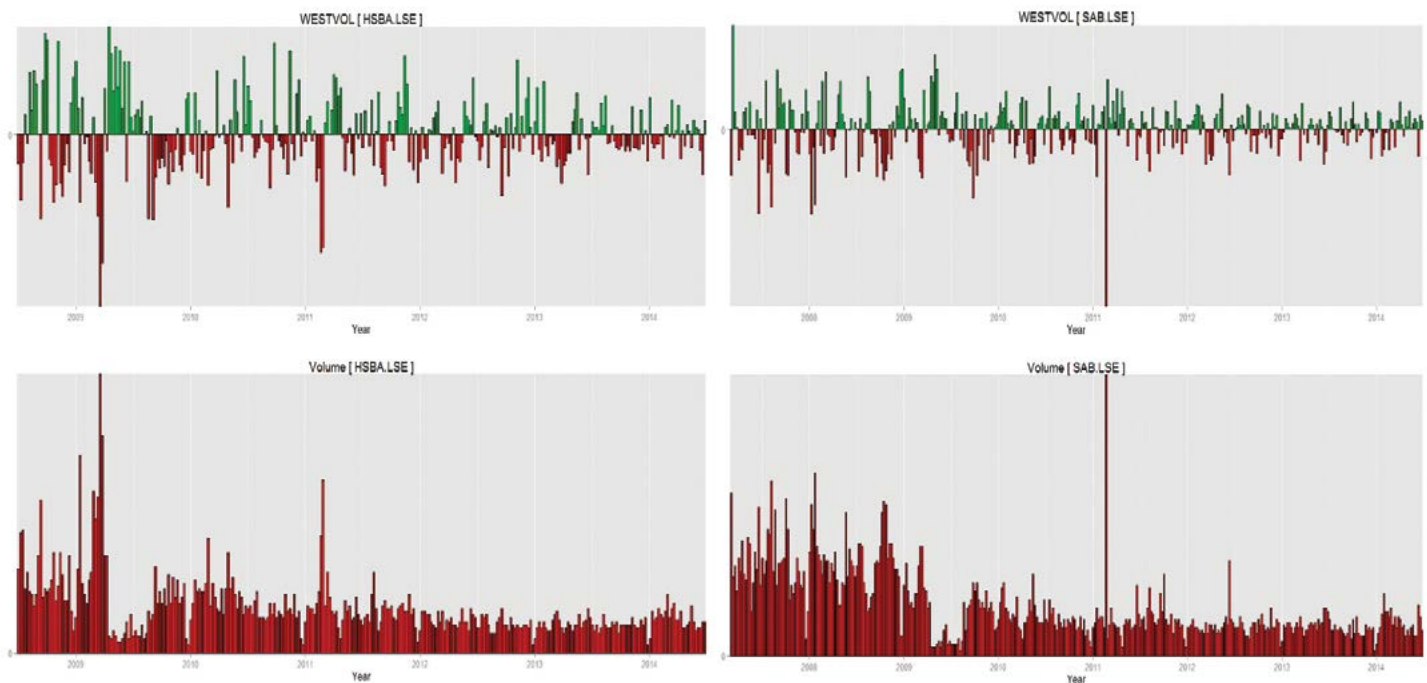 WESTVOL [ HSBA.LSE ]
0
2009 2010 2011 2012 2013 2014
Year
WESTVOL [ SAB.LSE ]
0
2008 2009 2010 2011 2012 2013 2014
Year
Volume [ HSBA.LSE ]
0
2009 2010 2011 2012 2013 2014
Year
Volume [ SAB.LSE ]
0
2008 2009 2010 2011 2012 2013 2014
Year